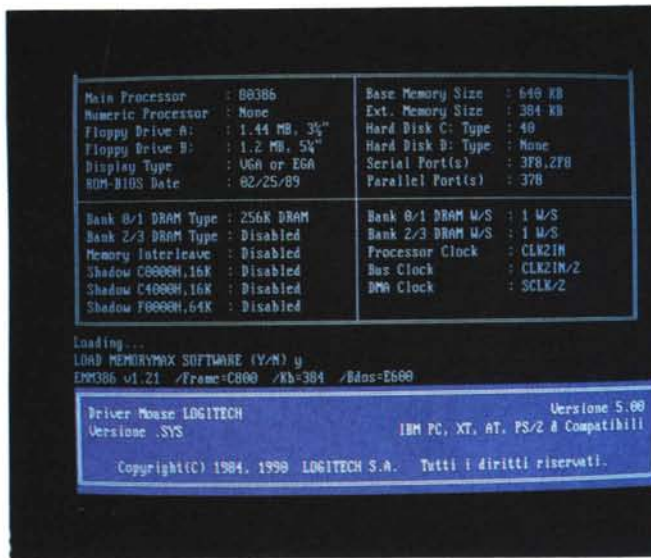 Main Processor : 80386
Numeric Processor : None
Floppy Drive A: : 1.44 MB, 3½"
Floppy Drive B: : 1.2 MB, 5¼"
Display Type : VGA or EGA
ROM-BIOS Date : 02/25/89
Base Memory Size : 640 KB
Ext. Memory Size : 384 KB
Hard Disk C: Type : 40
Hard Disk D: Type : None
Serial Port(s) : 3F8,2F8
Parallel Port(s) : 378
Bank 0/1 DRAM Type : 256K DRAM
Bank 2/3 DRAM Type : Disabled
Memory Interleave : Disabled
Shadow C0000H,16K : Disabled
Shadow C4000H,16K : Disabled
Shadow F0000H,64K : Disabled
Bank 0/1 DRAM W/S : 1 W/S
Bank 2/3 DRAM W/S : 1 W/S
Processor Clock : CLK2IN
Bus Clock : CLK2IN/2
DMA Clock : SCLK/2
Loading...
LOAD MEMORYMAX SOFTWARE (Y/N) y
EMM386 v1.21 /Frame=C800 /Kb=384 /Bdos=E600
Driver Mouse LOGITECH Versione 5.00
Versione .SYS IBM PC, XT, AT, PS/2 & Compatibili
Copyright(C) 1984, 1990 LOGITECH S.A. Tutti i diritti riservati.